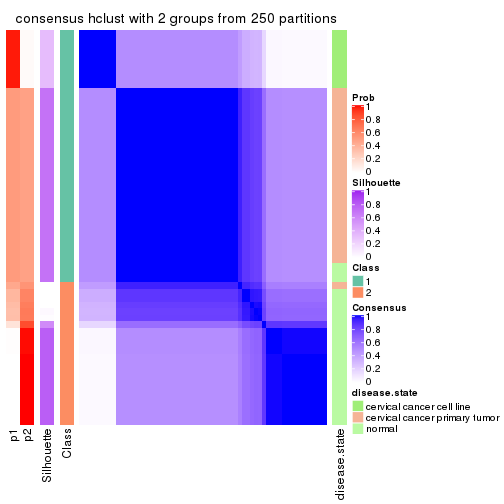 consensus hclust with 2 groups from 250 partitions
Prob
1
0.8
0.6
0.4
0.2
0
Silhouette
1
0.8
0.6
0.4
0.2
0
Class
1
2
Consensus
1
0.8
0.6
0.4
0.2
0
disease.state
cervical cancer cell line
cervical cancer primary tumor
normal
p1
p2
Silhouette
Class
disease.state